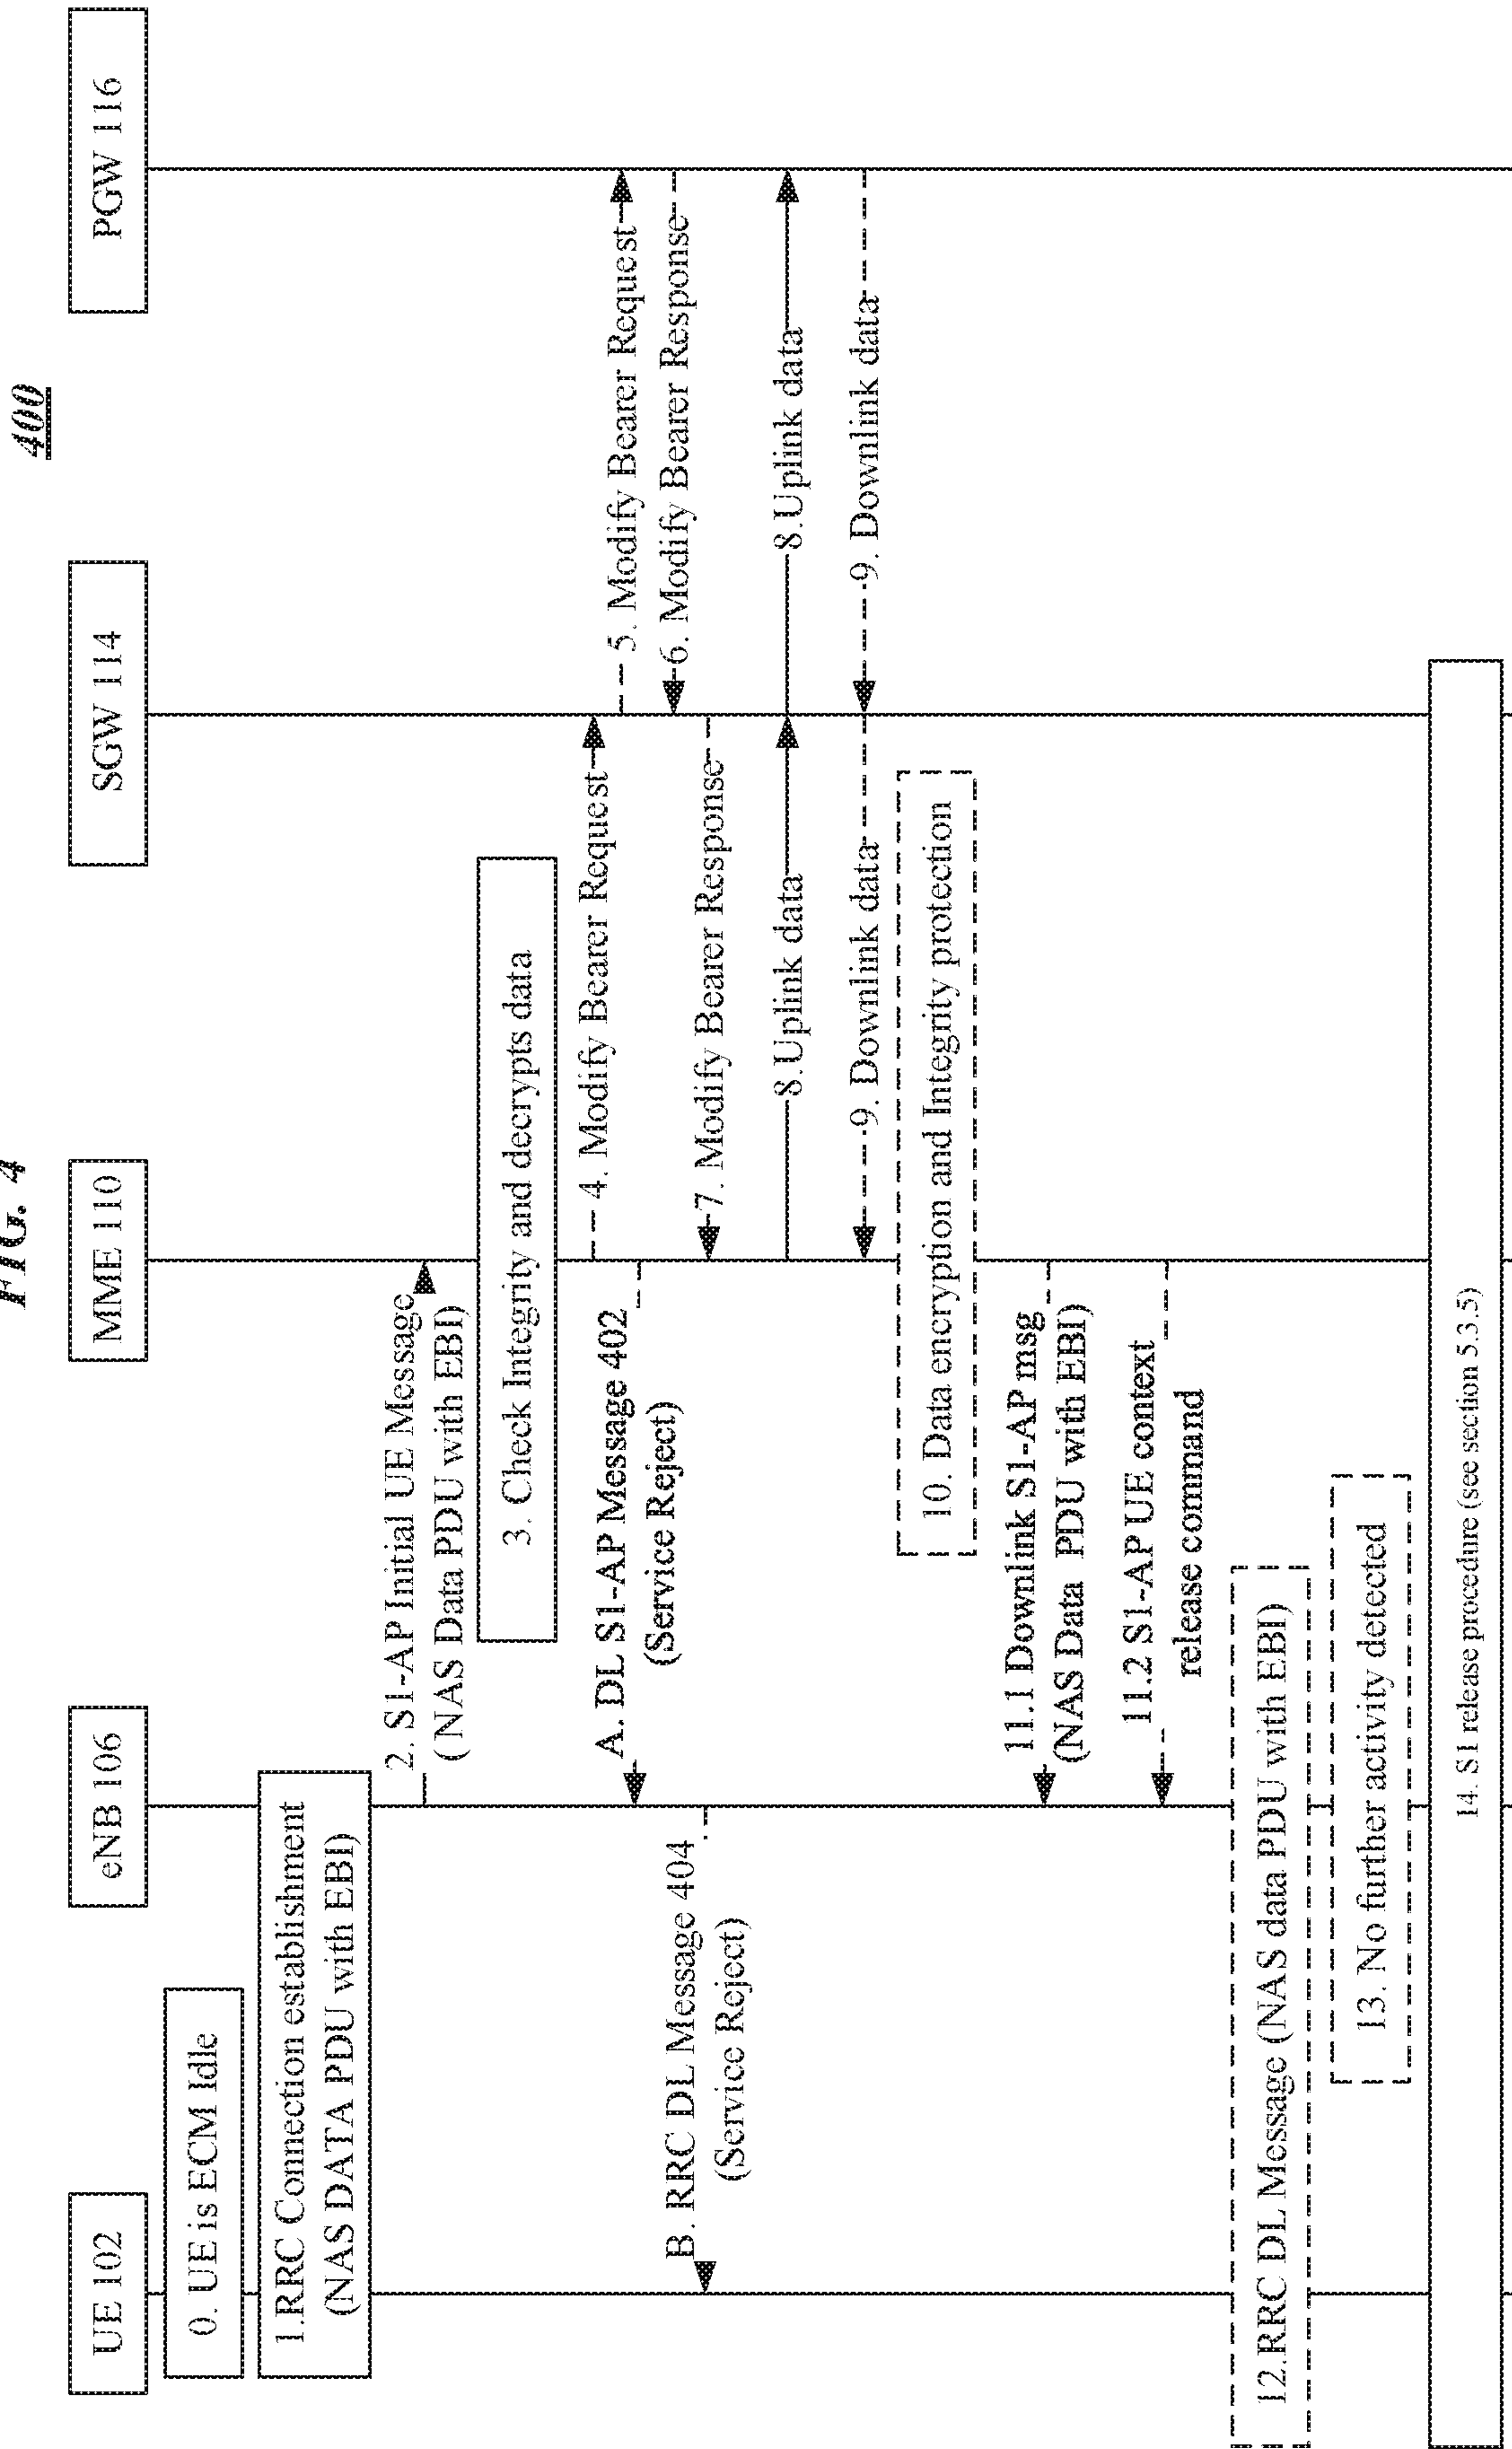 FIG. 4
400
UE 102
eNB 106
MME 110
SGW 114
PGW 116
0. UE is ECM Idle
1.RRC Connection establishment
(NAS DATA PDU with EBI)
2. S1-AP Initial UE Message
( NAS Data PDU with EBI)
3. Check Integrity and decrypts data
4. Modify Bearer Request
5. Modify Bearer Request
A. DL S1-AP Message 402
(Service Reject)
6. Modify Bearer Response
B. RRC DL Message 404
(Service Reject)
7. Modify Bearer Response
8.Uplink data
8.Uplink data
9. Downlink data
9. Downlink data
10. Data encryption and Integrity protection
11.1 Downlink S1-AP msg
(NAS Data PDU with EBI)
11.2 S1-AP UE context
release command
12.RRC DL Message (NAS data PDU with EBI)
13. No further activity detected
14. S1 release procedure (see section 5.3.5)